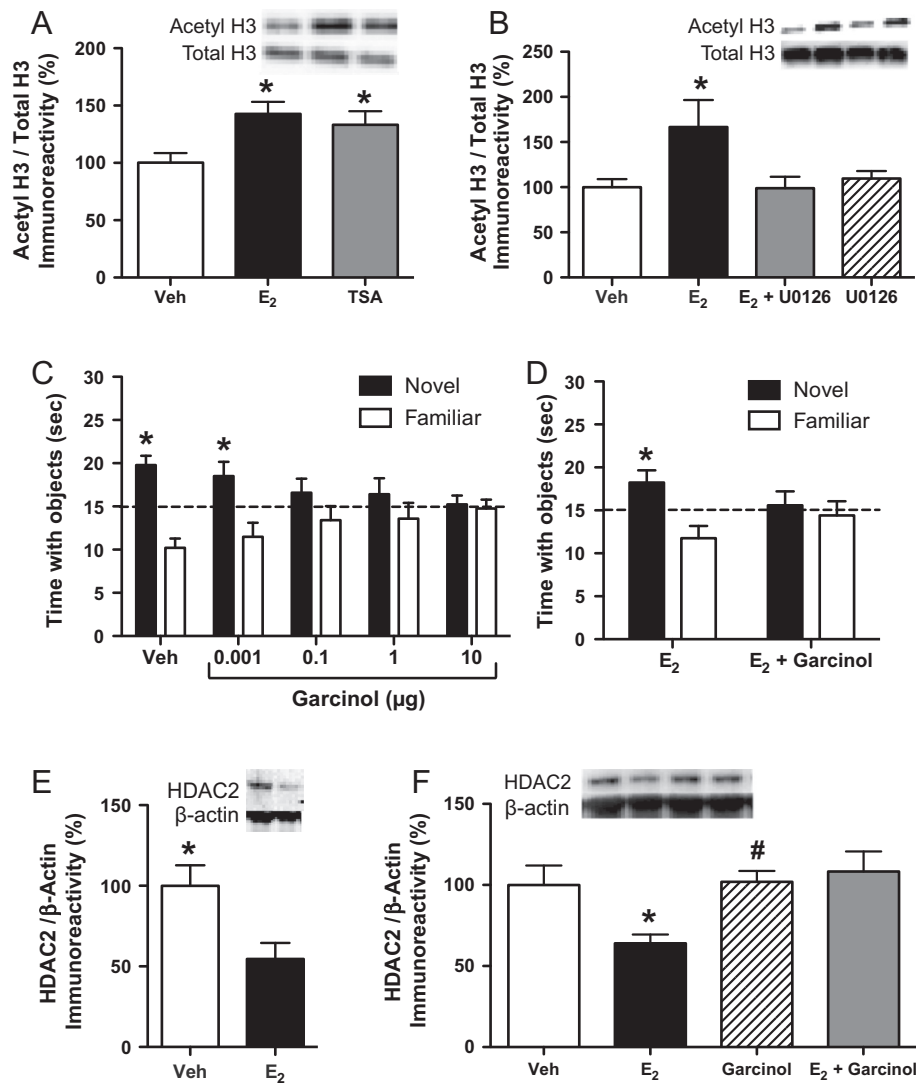 A
Acetyl H3
Total H3
Acetyl H3 / Total H3
Immunoreactivity (%)
200
150
100
50
0
*
*
Veh
E₂
TSA
B
Acetyl H3
Total H3
Acetyl H3 / Total H3
Immunoreactivity (%)
250
200
150
100
50
0
*
Veh
E₂
E₂ + U0126
U0126
C
Time with objects (sec)
30
25
20
15
10
5
0
Novel
Familiar
*
*
Veh
0.001
0.1
1
10
Garcinol (μg)
D
Time with objects (sec)
30
25
20
15
10
5
0
Novel
Familiar
*
E₂
E₂ + Garcinol
E
HDAC2
β-actin
HDAC2 /β-Actin
Immunoreactivity (%)
150
100
50
0
*
Veh
E₂
F
HDAC2
β-actin
HDAC2 /β-Actin
Immunoreactivity (%)
150
100
50
0
*
#
Veh
E₂
Garcinol
E₂ + Garcinol